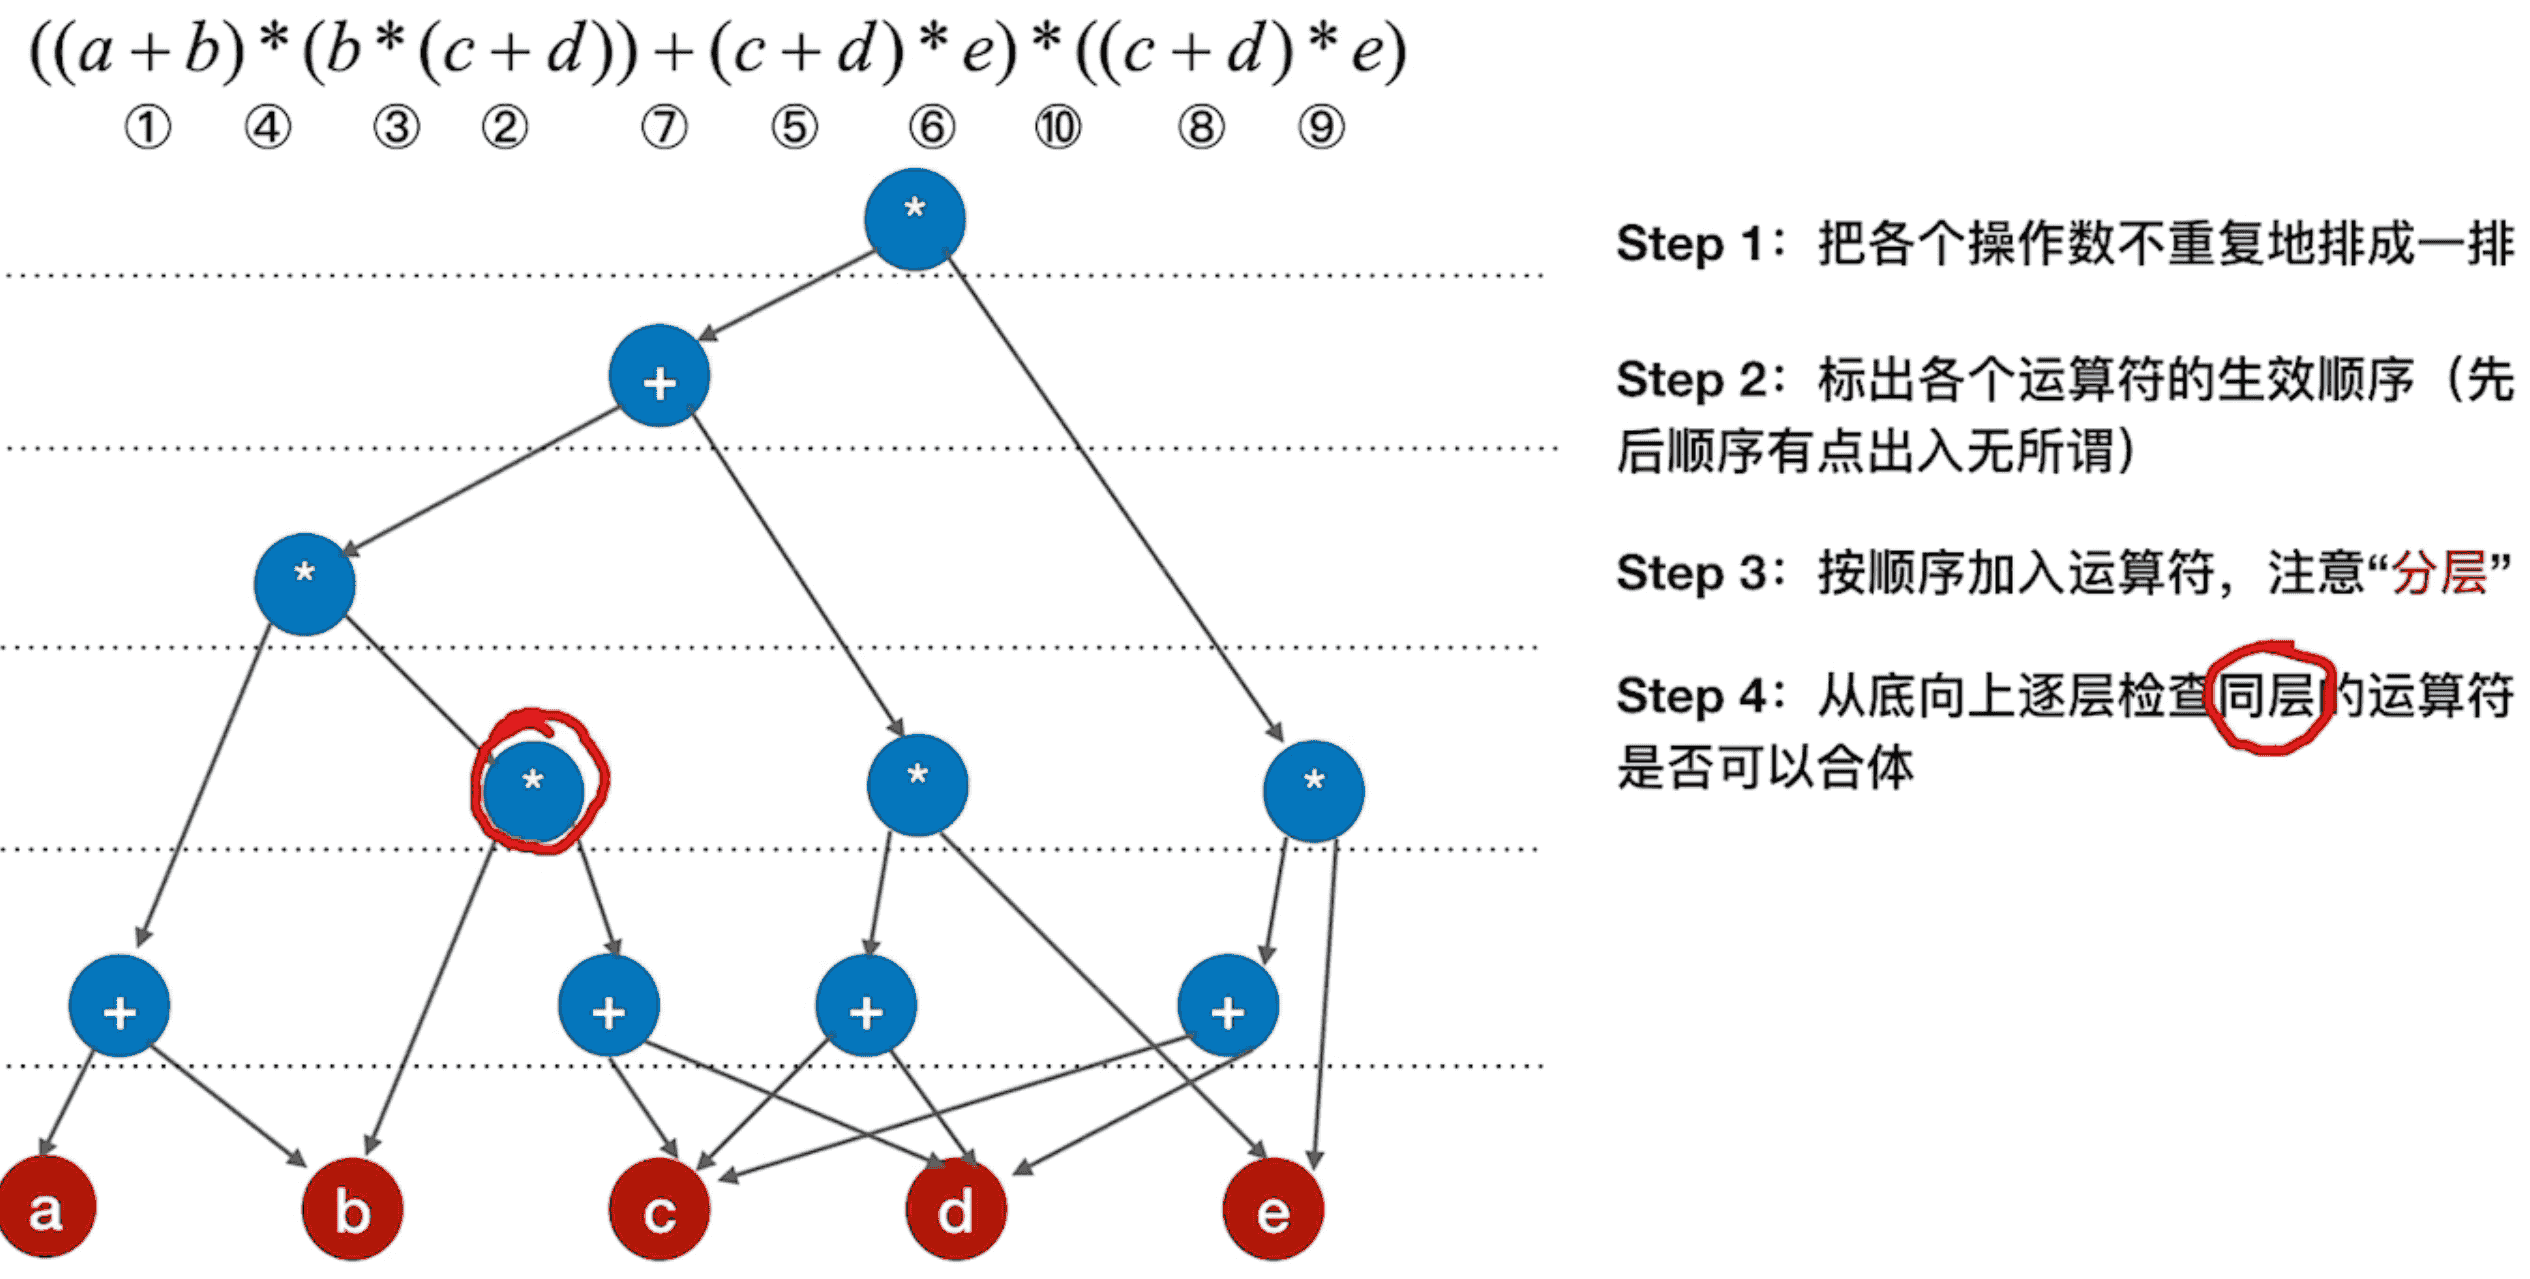 ((a+b)*(b*(c+d))+(c+d)*e)*((c+d)*e)
① ④ ③ ② ⑦ ⑤ ⑥ ⑩ ⑧ ⑨
*
+
*
* * *
+ + + +
a b c d e
Step 1：把各个操作数不重复地排成一排
Step 2：标出各个运算符的生效顺序（先
后顺序有点出入无所谓）
Step 3：按顺序加入运算符，注意“分层”
Step 4：从底向上逐层检查同层的运算符
是否可以合体